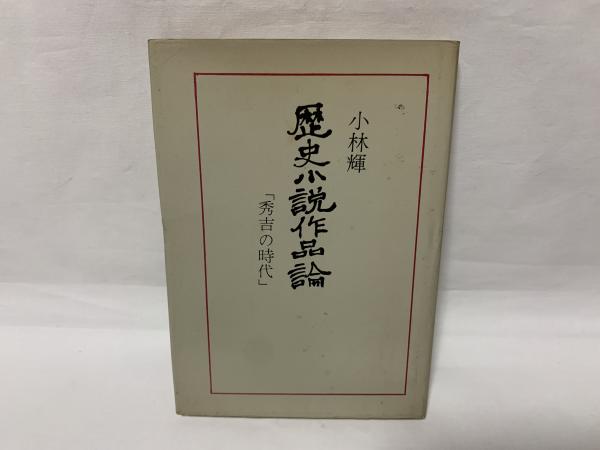 小林輝
歴史小説作品論
「秀吉の時代」